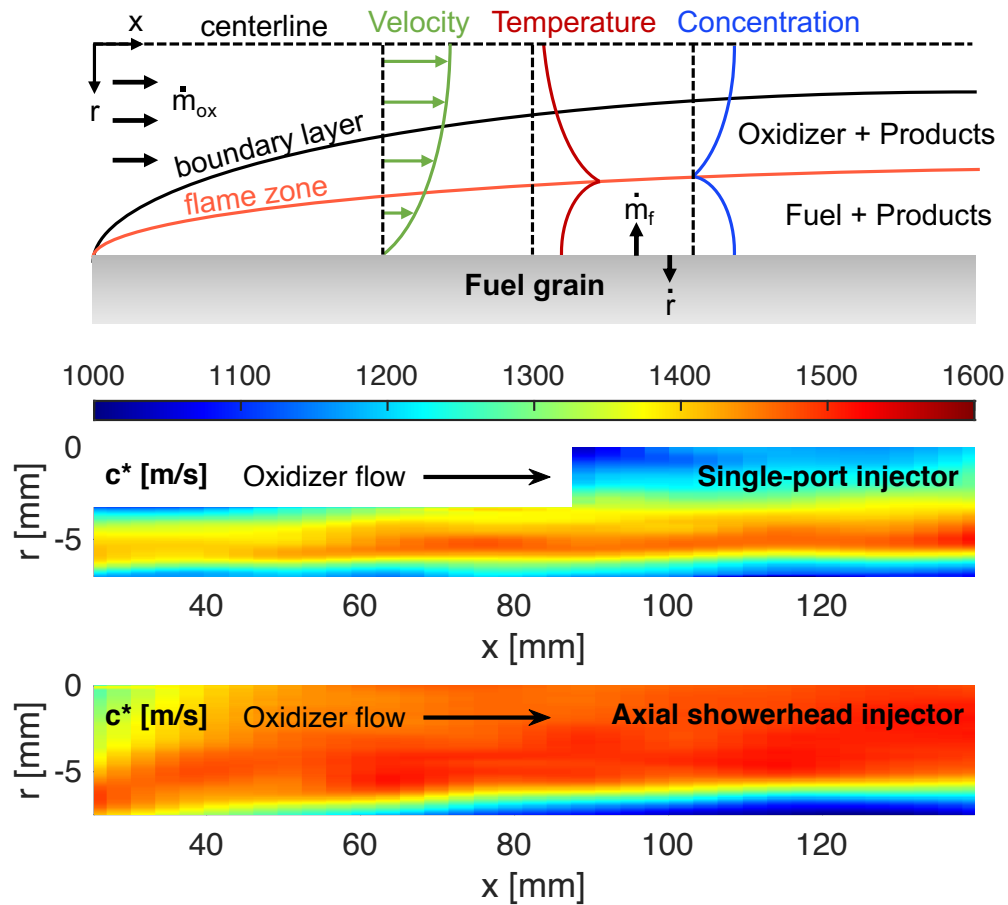 x centerline Velocity Temperature Concentration
r ṁox
boundary layer
Oxidizer + Products
flame zone
ṁf
Fuel + Products
Fuel grain
ṙ
1000 1100 1200 1300 1400 1500 1600
0
c* [m/s] Oxidizer flow Single-port injector
r [mm]
-5
40 60 80 100 120
x [mm]
0
c* [m/s] Oxidizer flow Axial showerhead injector
r [mm]
-5
40 60 80 100 120
x [mm]